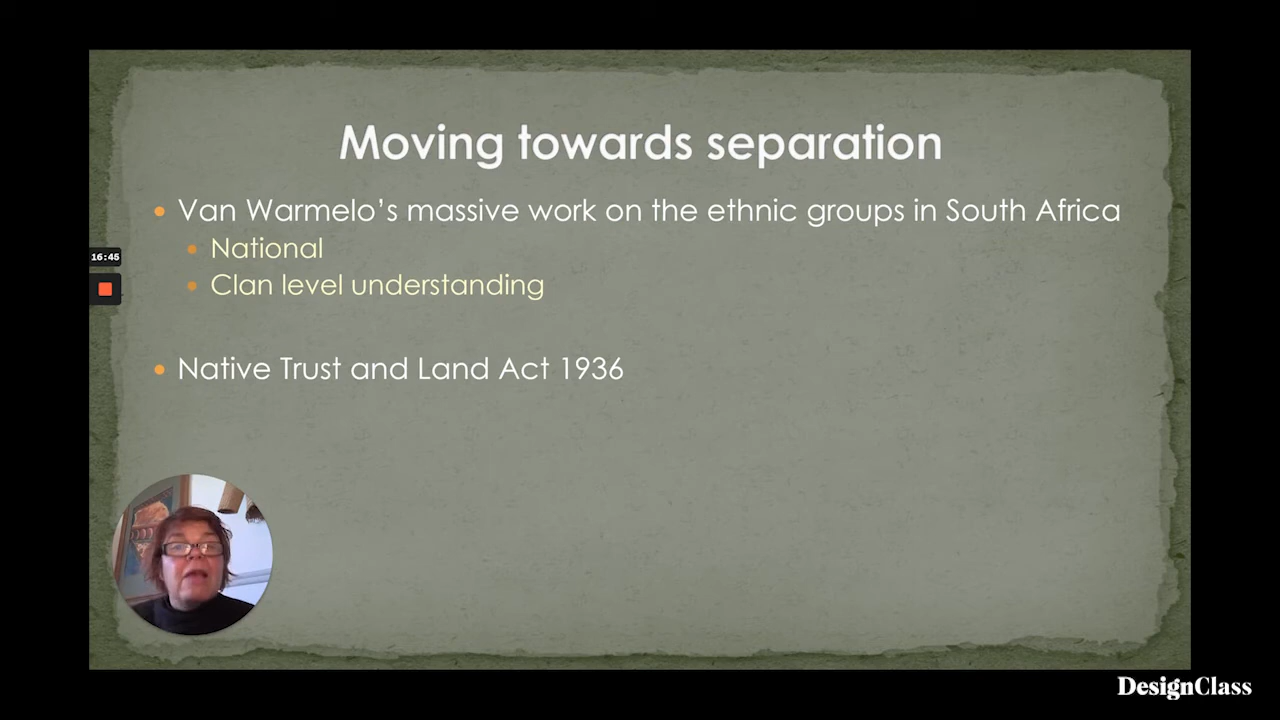 Moving towards separation
Van Warmelo’s massive work on the ethnic groups in South Africa
National
16:45
Clan level understanding
Native Trust and Land Act 1936
DesignClass